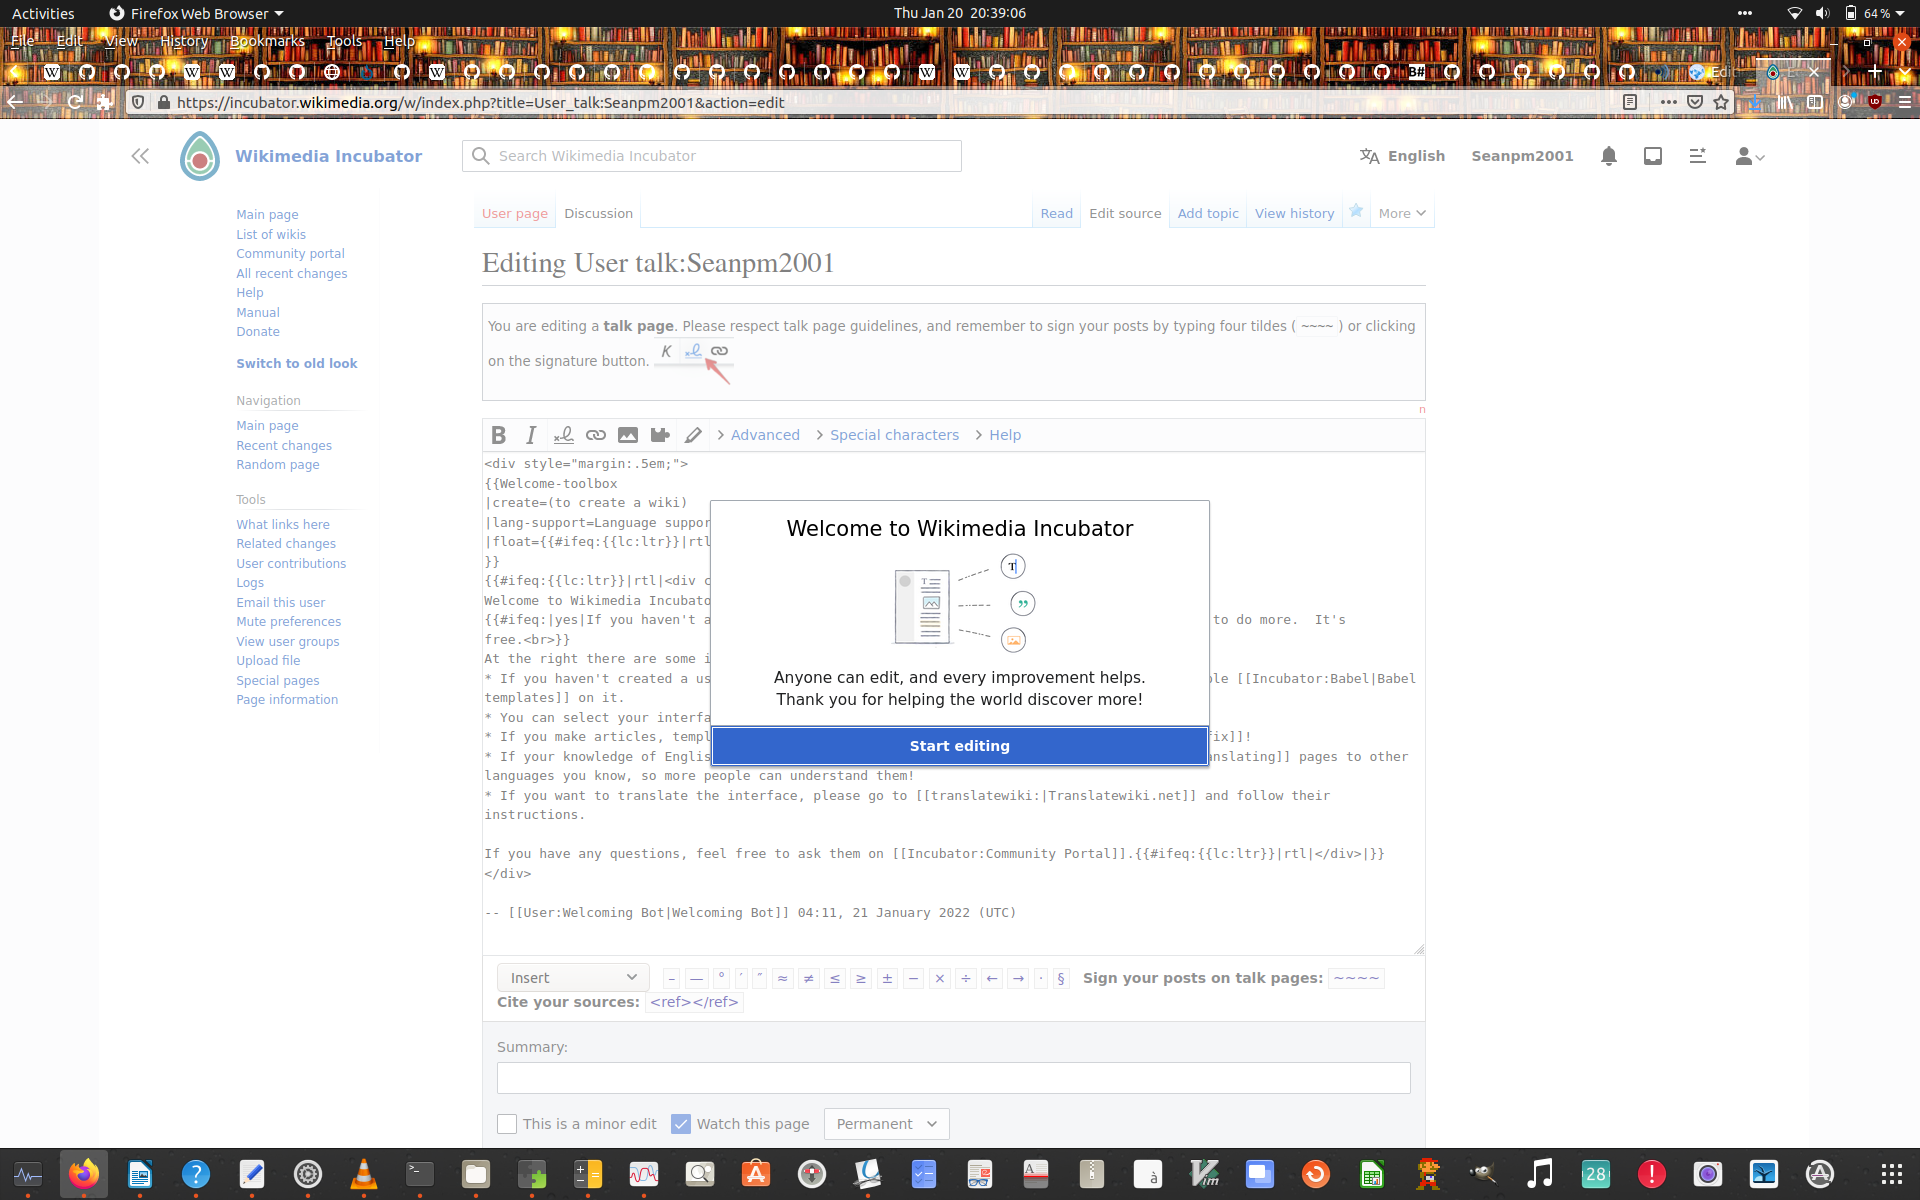 Activities
Firefox Web Browser
Thu Jan 20 20:39:06
64 %
File Edit View History Bookmarks Tools Help
https://incubator.wikimedia.org/w/index.php?title=User_talk:Seanpm2001&action=edit
Wikimedia Incubator
Search Wikimedia Incubator
English
Seanpm2001
Main page
List of wikis
Community portal
All recent changes
Help
Manual
Donate
Switch to old look
Navigation
Main page
Recent changes
Random page
Tools
What links here
Related changes
User contributions
Logs
Email this user
Mute preferences
View user groups
Upload file
Special pages
Page information
User page Discussion
Read Edit source Add topic View history More
Editing User talk:Seanpm2001
You are editing a talk page. Please respect talk page guidelines, and remember to sign your posts by typing four tildes ( ~~~~ ) or clicking
on the signature button.
K
n
B I Advanced Special characters Help
<div style="margin:.5em;">
{{Welcome-toolbox
|create=(to create a wiki)
|lang-support=Language suppor
|float={{#ifeq:{{lc:ltr}}|rtl
}}
{{#ifeq:{{lc:ltr}}|rtl|<div c
Welcome to Wikimedia Incubato
{{#ifeq:|yes|If you haven't a to do more.  It's
free.<br>}}
At the right there are some i
* If you haven't created a us ble [[Incubator:Babel|Babel
templates]] on it.
* You can select your interfa
* If you make articles, templ fix]]!
* If your knowledge of Englis anslating]] pages to other
languages you know, so more people can understand them!
* If you want to translate the interface, please go to [[translatewiki:|Translatewiki.net]] and follow their
instructions.
If you have any questions, feel free to ask them on [[Incubator:Community Portal]].{{#ifeq:{{lc:ltr}}|rtl|</div>|}}
</div>
-- [[User:Welcoming Bot|Welcoming Bot]] 04:11, 21 January 2022 (UTC)
Welcome to Wikimedia Incubator
Anyone can edit, and every improvement helps.
Thank you for helping the world discover more!
Start editing
Insert
– — ° ′ ″ ≈ ≠ ≤ ≥ ± − × ÷ ← → · § Sign your posts on talk pages: ~~~~
Cite your sources: <ref></ref>
Summary:
This is a minor edit
Watch this page
Permanent
28